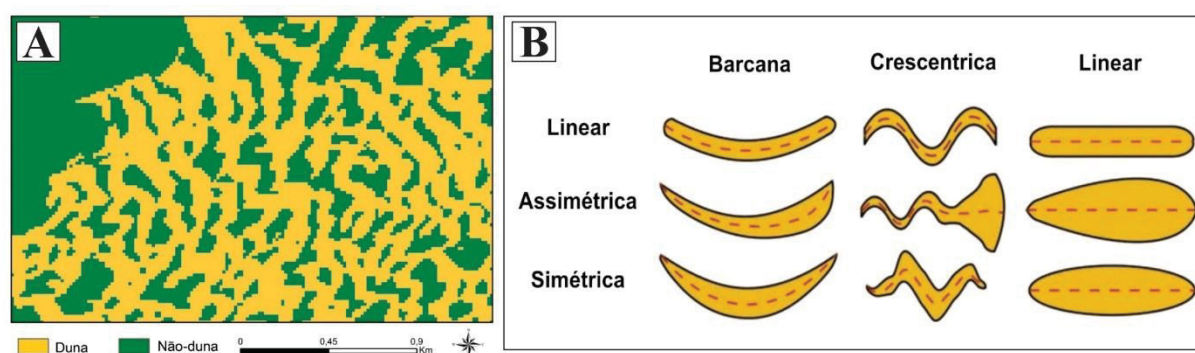 A
Duna
Não-duna
0
0,45
0,9
Km
B
Barcana
Crescentrica
Linear
Linear
Assimétrica
Simétrica